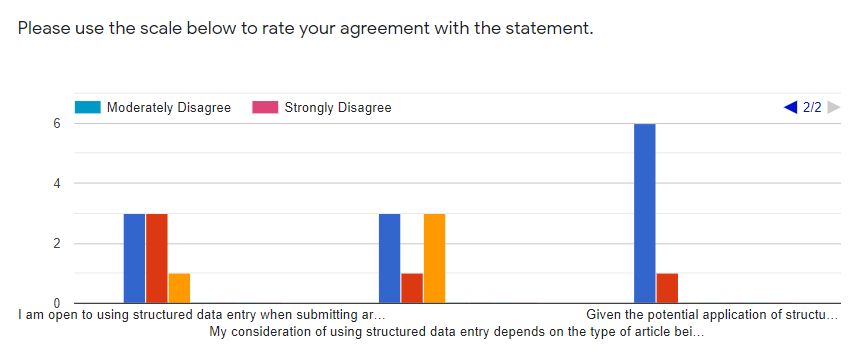 Please use the scale below to rate your agreement with the statement.
Moderately Disagree Strongly Disagree 2/2
6
4
2
0
I am open to using structured data entry when submitting ar…
Given the potential application of structu…
My consideration of using structured data entry depends on the type of article bei…